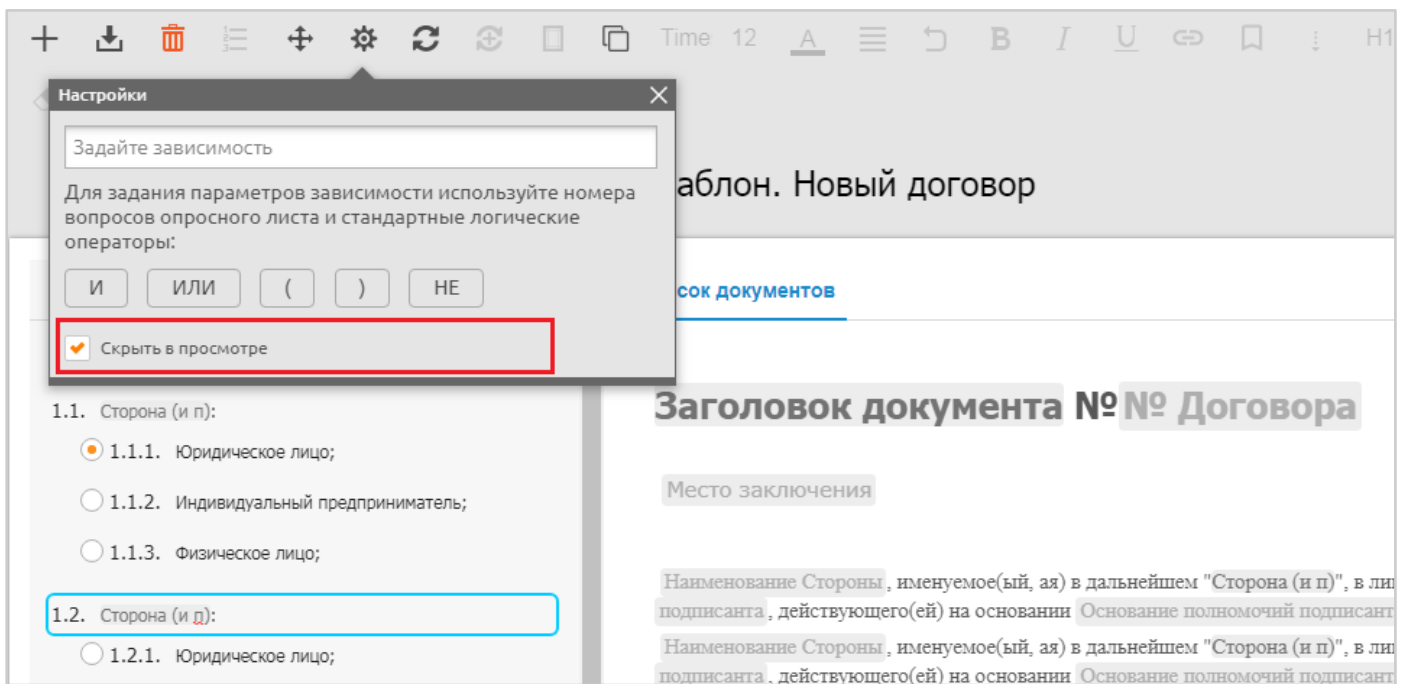 Time 12 A B I U H1
Настройки
Задайте зависимость
Для задания параметров зависимости используйте номера
вопросов опросного листа и стандартные логические
операторы:
И ИЛИ ( ) НЕ
Скрыть в просмотре
аблон. Новый договор
сок документов
1.1. Сторона (и п):
1.1.1. Юридическое лицо;
1.1.2. Индивидуальный предприниматель;
1.1.3. Физическое лицо;
1.2. Сторона (и п):
1.2.1. Юридическое лицо;
Заголовок документа №№ Договора
Место заключения
Наименование Стороны, именуемое(ый, ая) в дальнейшем "Сторона (и п)", в ли
подписанта, действующего(ей) на основании Основание полномочий подписант
Наименование Стороны, именуемое(ый, ая) в дальнейшем "Сторона (и п)", в ли
подписанта, действующего(ей) на основании Основание полномочий подписант